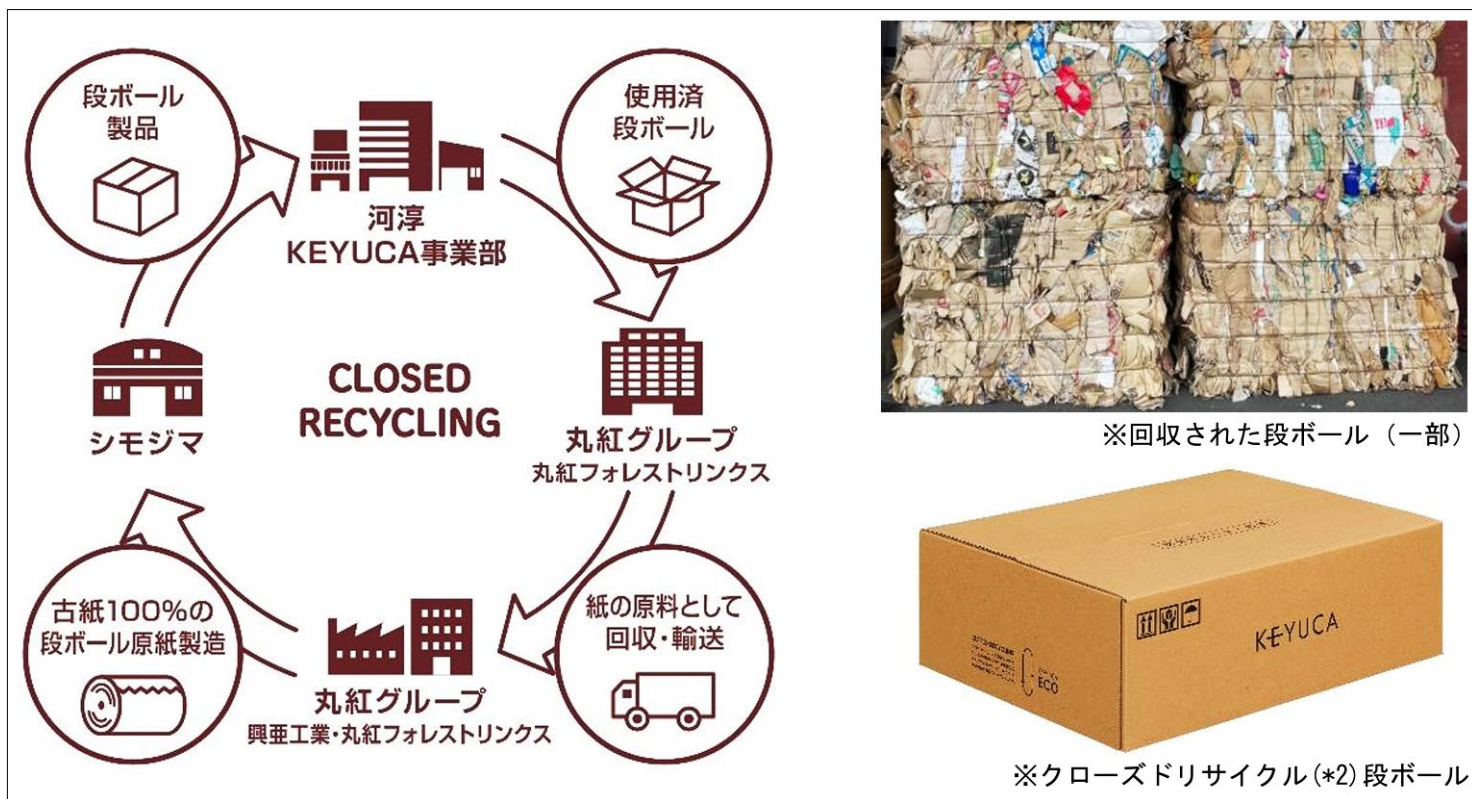 段ボール
製品
河淳
KEYUCA事業部
使用済
段ボール
シモジマ
CLOSED
RECYCLING
丸紅グループ
丸紅フォレストリンクス
古紙100%の
段ボール原紙製造
丸紅グループ
興亜工業・丸紅フォレストリンクス
紙の原料として
回収・輸送
※回収された段ボール（一部）
KEYUCA
ECO
※クローズドリサイクル(*2)段ボール